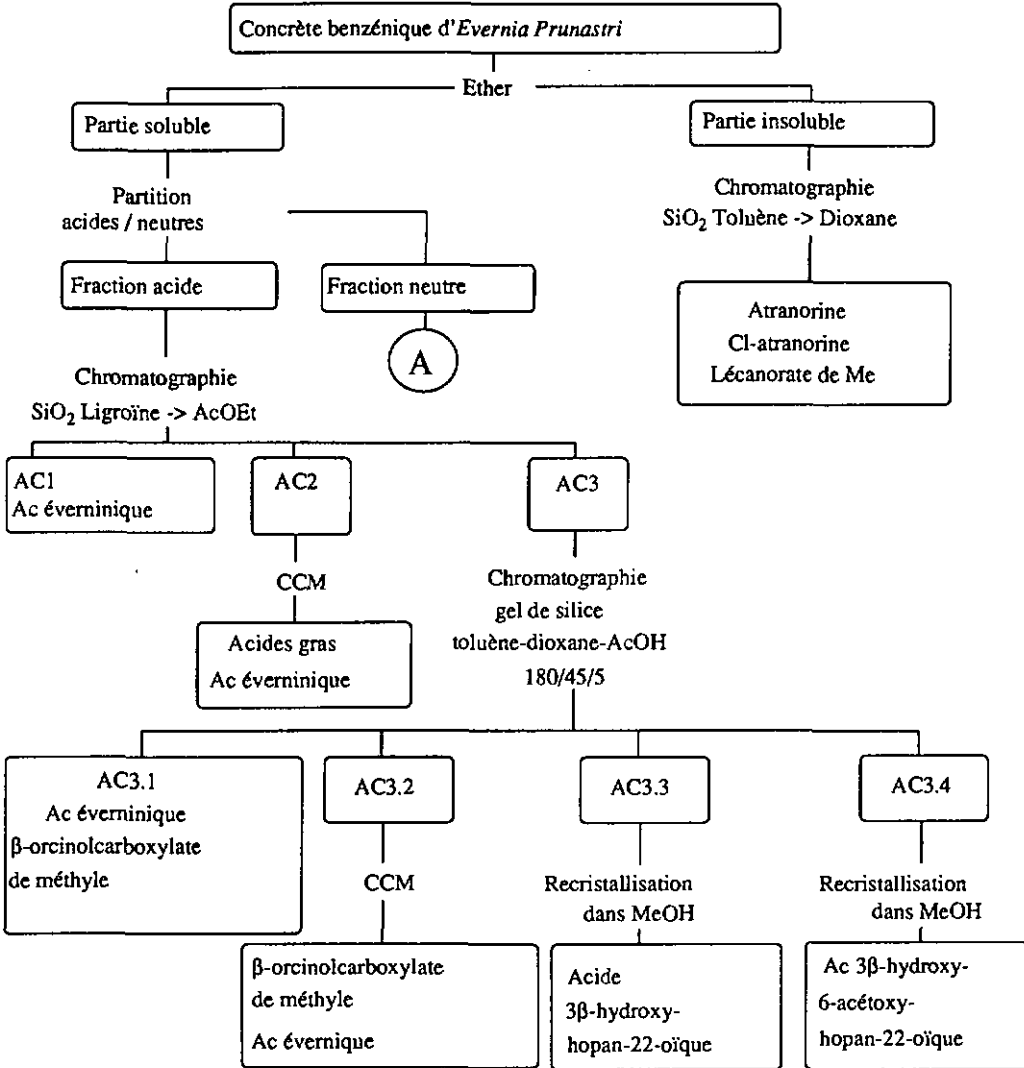 Concrète benzénique d'Evernia Prunastri
Ether
Partie soluble
Partie insoluble
Partition
acides / neutres
Chromatographie
SiO2 Toluène -> Dioxane
Fraction acide
Fraction neutre
Atranorine
Cl-atranorine
Lécanorate de Me
A
Chromatographie
SiO2 Ligroïne -> AcOEt
AC1
Ac éverninique
AC2
AC3
CCM
Acides gras
Ac éverninique
Chromatographie
gel de silice
toluène-dioxane-AcOH
180/45/5
AC3.1
Ac éverninique
β-orcinolcarboxylate
de méthyle
AC3.2
AC3.3
AC3.4
CCM
Recristallisation
dans MeOH
Recristallisation
dans MeOH
β-orcinolcarboxylate
de méthyle
Ac évernique
Acide
3β-hydroxy-
hopan-22-oïque
Ac 3β-hydroxy-
6-acétoxy-
hopan-22-oïque